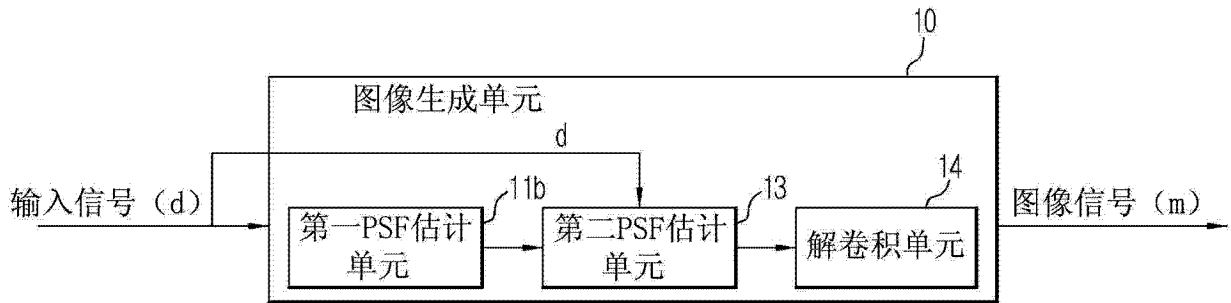 10
图像生成单元
d
输入信号（d）
11b
13
14
图像信号（m）
第一PSF估计
单元
第二PSF估计
单元
解卷积单元